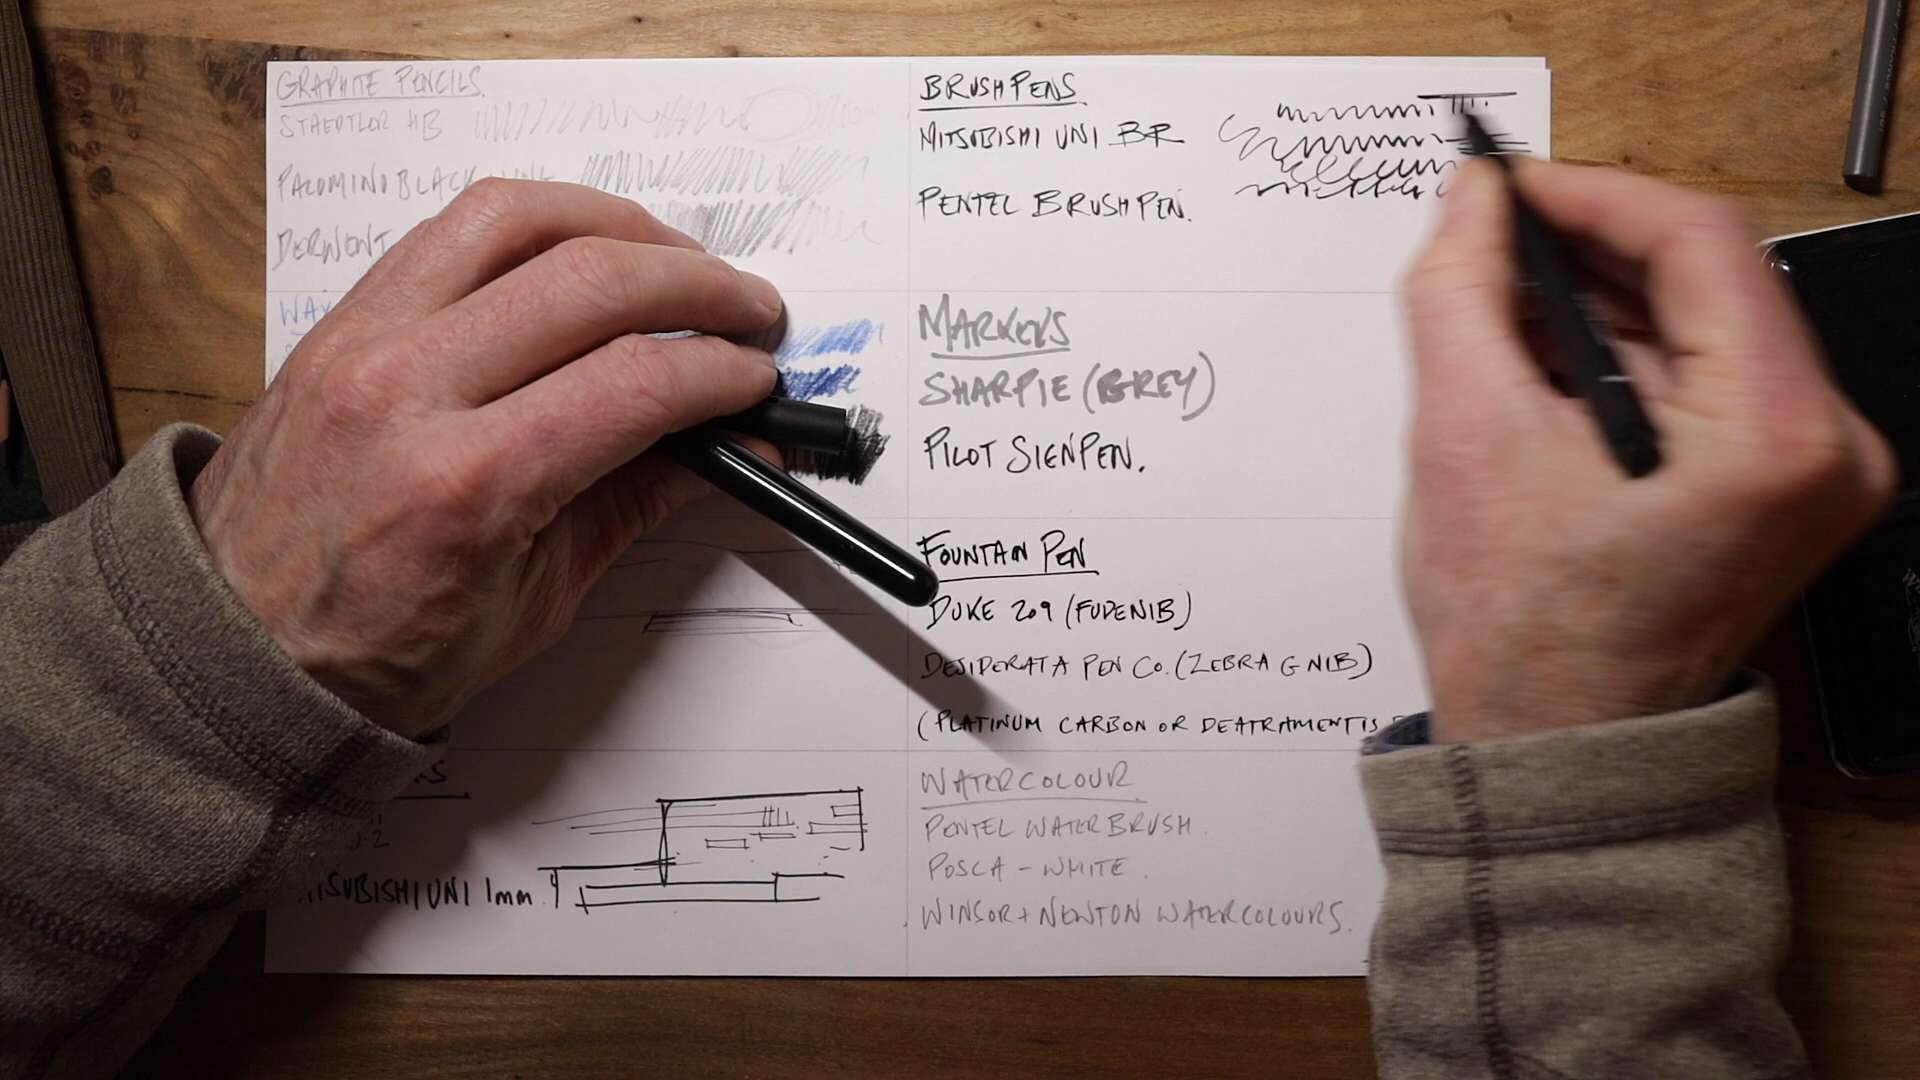 GRAPHITE PENCILS.
STAEDTLOR HB
PALOMINO BLACK
DERWENT
BRUSH PENS
MITSUBISHI UNI BR
PENTEL BRUSH PEN.
MARKERS
SHARPIE (GREY)
PILOT SIGNPEN.
FOUNTAIN PEN
DUKE 209 (FUDENIB)
DESIDERATA PEN CO. (ZEBRA G NIB)
(PLATINUM CARBON OR DEATRAMENTIS
UNI 1mm
WATERCOLOUR
PENTEL WATERBRUSH.
POSCA - WHITE.
WINSOR + NEWTON WATERCOLOURS.